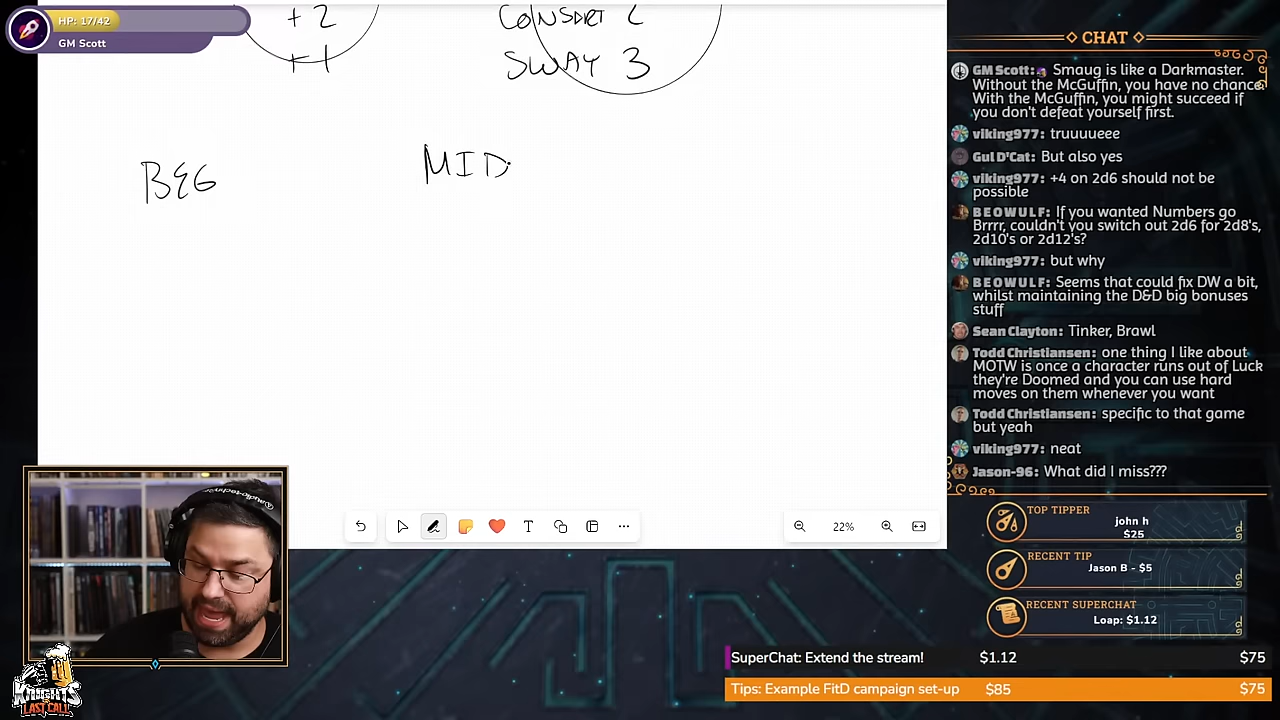 HP: 17/42
GM Scott
+ 2
+1
CONSORT 2
SWAY 3
BEG
MID
22%
KNIGHTS
OF
LAST CALL
CHAT
GM Scott: Smaug is like a Darkmaster.
Without the McGuffin, you have no chance.
With the McGuffin, you might succeed if
you don't defeat yourself first.
viking977: truuuueee
Gul D'Cat: But also yes
viking977: +4 on 2d6 should not be
possible
BEOWULF: If you wanted Numbers go
Brrrr, couldn't you switch out 2d6 for 2d8's,
2d10's or 2d12's?
viking977: but why
BEOWULF: Seems that could fix DW a bit,
whilst maintaining the D&D big bonuses
stuff
Sean Clayton: Tinker, Brawl
Todd Christiansen: one thing I like about
MOTW is once a character runs out of Luck
they're Doomed and you can use hard
moves on them whenever you want
Todd Christiansen: specific to that game
but yeah
viking977: neat
Jason-96: What did I miss???
TOP TIPPER
john h
$25
RECENT TIP
Jason B - $5
RECENT SUPERCHAT
Loap: $1.12
SuperChat: Extend the stream! $1.12 $75
Tips: Example FitD campaign set-up $85 $75